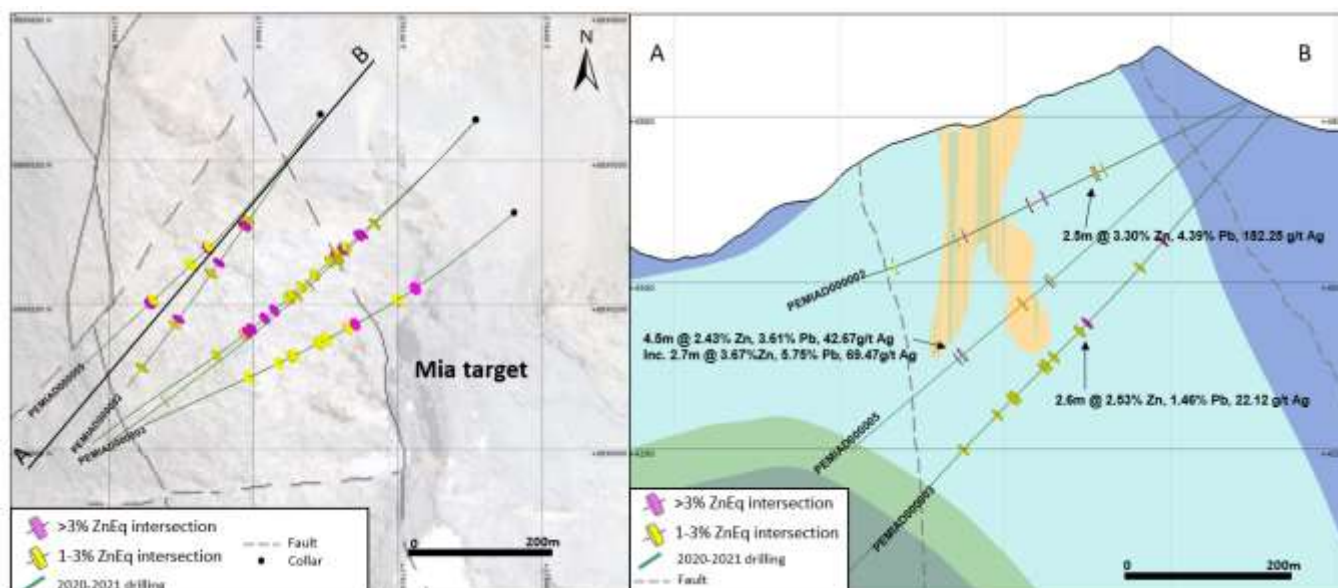 B
N
Mia target
PEMIAD000005
PEMIAD000003
A
>3% ZnEq intersection
1-3% ZnEq intersection
2020-2021 drilling
Fault
Collar
0 200m
A
B
2.5m @ 3.30% Zn, 4.39% Pb, 182.25 g/t Ag
PEMIAD000002
4.5m @ 2.43% Zn, 3.61% Pb, 42.67g/t Ag
Inc. 2.7m @ 3.67%Zn, 5.75% Pb, 69.47g/t Ag
2.6m @ 2.53% Zn, 1.46% Pb, 22.12 g/t Ag
PEMIAD000005
PEMIAD000003
>3% ZnEq intersection
1-3% ZnEq intersection
2020-2021 drilling
Fault
0 200m